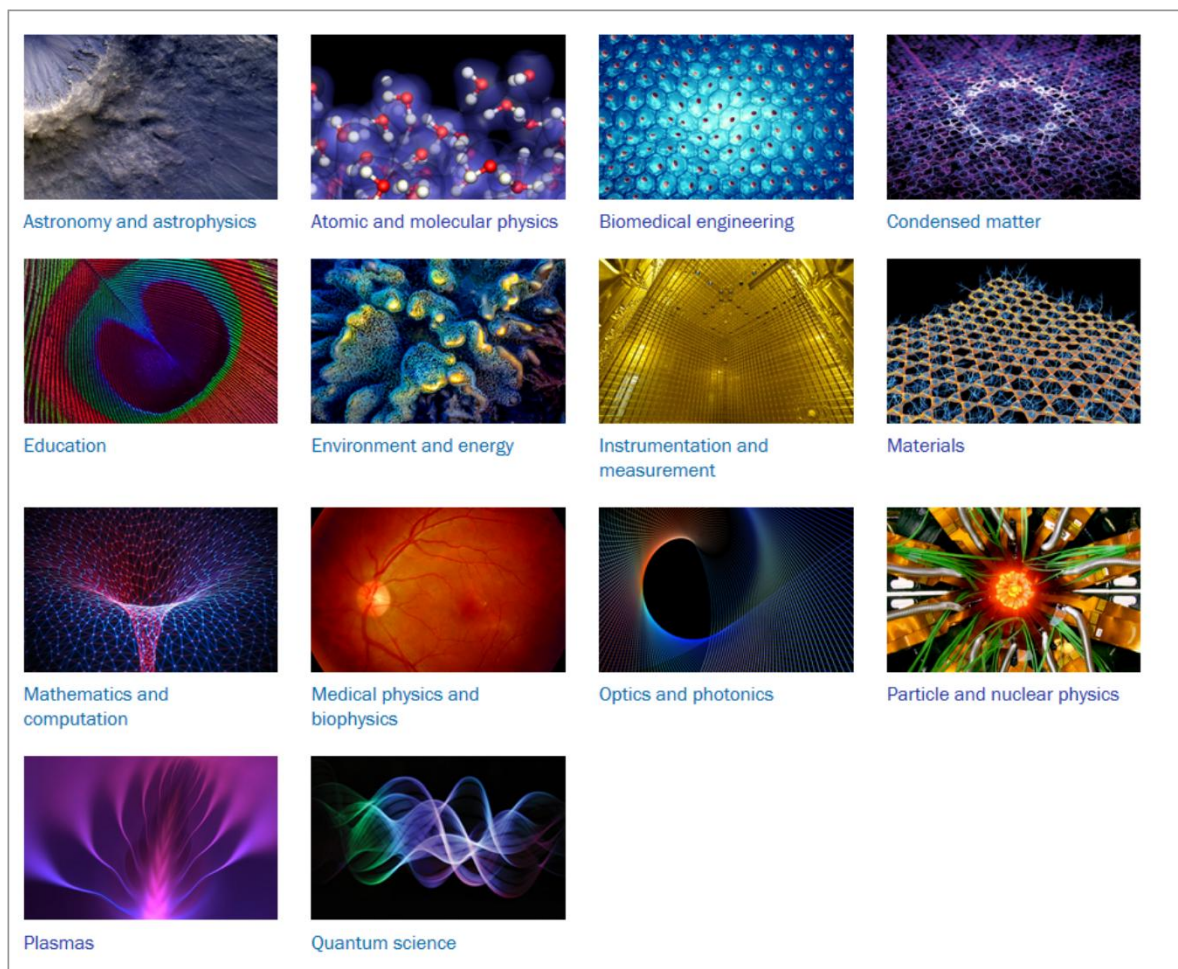 Astronomy and astrophysics
Atomic and molecular physics
Biomedical engineering
Condensed matter
Education
Environment and energy
Instrumentation and
measurement
Materials
Mathematics and
computation
Medical physics and
biophysics
Optics and photonics
Particle and nuclear physics
Plasmas
Quantum science